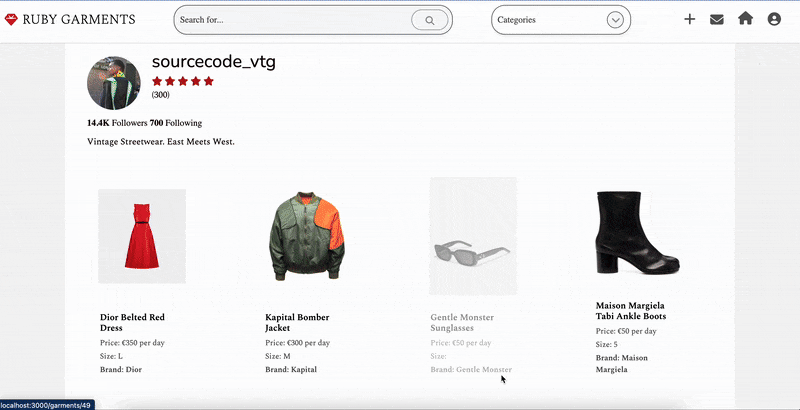 RUBY GARMENTS
Search for...
Categories
sourcecode_vtg
(300)
14.4K Followers 700 Following
Vintage Streetwear. East Meets West.
Dior Belted Red
Dress
Price: €350 per day
Size: L
Brand: Dior
Kapital Bomber
Jacket
Price: €300 per day
Size: M
Brand: Kapital
Gentle Monster
Sunglasses
Price: €50 per day
Size:
Brand: Gentle Monster
Maison Margiela
Tabi Ankle Boots
Price: €50 per day
Size: 5
Brand: Maison
Margiela
localhost:3000/garments/49